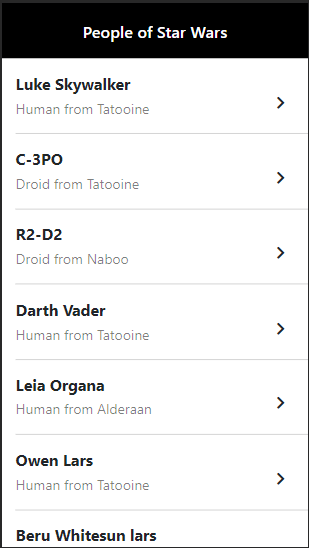 People of Star Wars
Luke Skywalker
Human from Tatooine
C-3PO
Droid from Tatooine
R2-D2
Droid from Naboo
Darth Vader
Human from Tatooine
Leia Organa
Human from Alderaan
Owen Lars
Human from Tatooine
Beru Whitesun lars